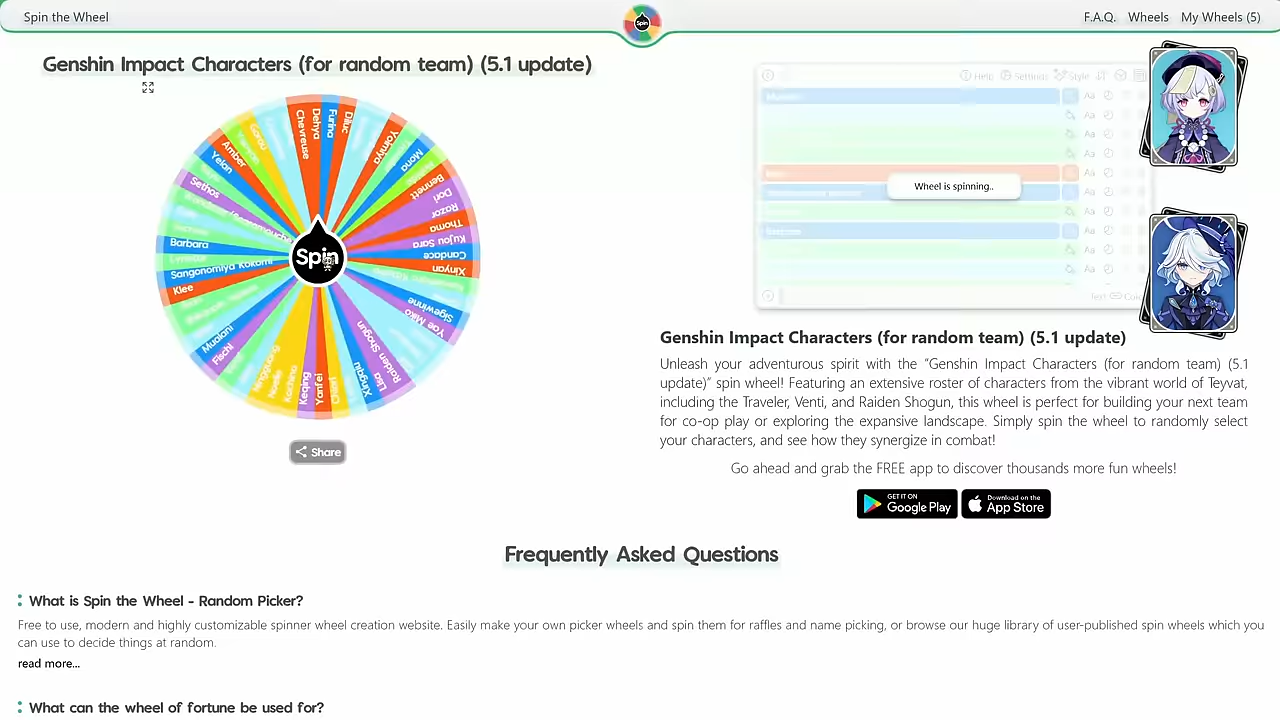 Spin the Wheel
Spin
F.A.Q. Wheels My Wheels (5)
Genshin Impact Characters (for random team) (5.1 update)
Help Settings Style
Wheel is spinning..
Chevreuse
Dehya
Furina
Diluc
Yoimiya
Mona
Bennett
Dori
Razor
Thoma
Kujou Sara
Candace
Xinyan
Sigewinne
Yae Miko
Raiden Shogun
Lisa
Xingqiu
Yanfei
Keqing
Kachina
Noelle
Ningguang
Fischl
Mualani
Klee
Sangonomiya Kokomi
Barbara
Sethos
Yelan
Amber
Gorou
Spin
Share
Genshin Impact Characters (for random team) (5.1 update)
Unleash your adventurous spirit with the “Genshin Impact Characters (for random team) (5.1
update)” spin wheel! Featuring an extensive roster of characters from the vibrant world of Teyvat,
including the Traveler, Venti, and Raiden Shogun, this wheel is perfect for building your next team
for co-op play or exploring the expansive landscape. Simply spin the wheel to randomly select
your characters, and see how they synergize in combat!
Go ahead and grab the FREE app to discover thousands more fun wheels!
GET IT ON
Google Play
Download on the
App Store
Frequently Asked Questions
What is Spin the Wheel - Random Picker?
Free to use, modern and highly customizable spinner wheel creation website. Easily make your own picker wheels and spin them for raffles and name picking, or browse our huge library of user-published spin wheels which you
can use to decide things at random.
read more...
What can the wheel of fortune be used for?